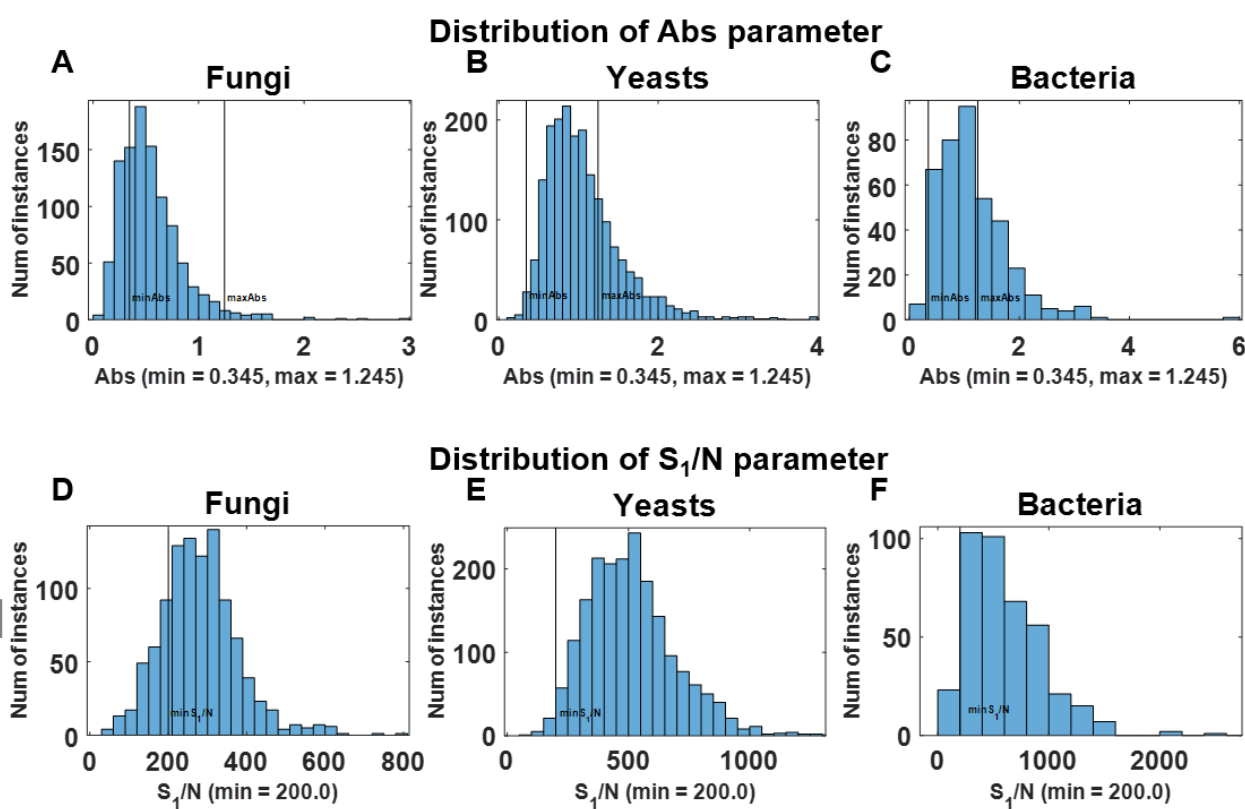 Distribution of Abs parameter
A
Fungi
B
Yeasts
C
Bacteria
Num of instances
150
100
50
0
minAbs
maxAbs
0
1
2
3
Abs (min = 0.345, max = 1.245)
Num of instances
200
100
0
minAbs
maxAbs
0
2
4
Abs (min = 0.345, max = 1.245)
Num of instances
80
60
40
20
0
minAbs
maxAbs
0
2
4
6
Abs (min = 0.345, max = 1.245)
Distribution of S₁/N parameter
D
Fungi
E
Yeasts
F
Bacteria
Num of instances
100
50
0
min S₁/N
0
200
400
600
800
S₁/N (min = 200.0)
Num of instances
200
100
0
min S₁/N
0
500
1000
S₁/N (min = 200.0)
Num of instances
100
50
0
min S₁/N
0
1000
2000
S₁/N (min = 200.0)